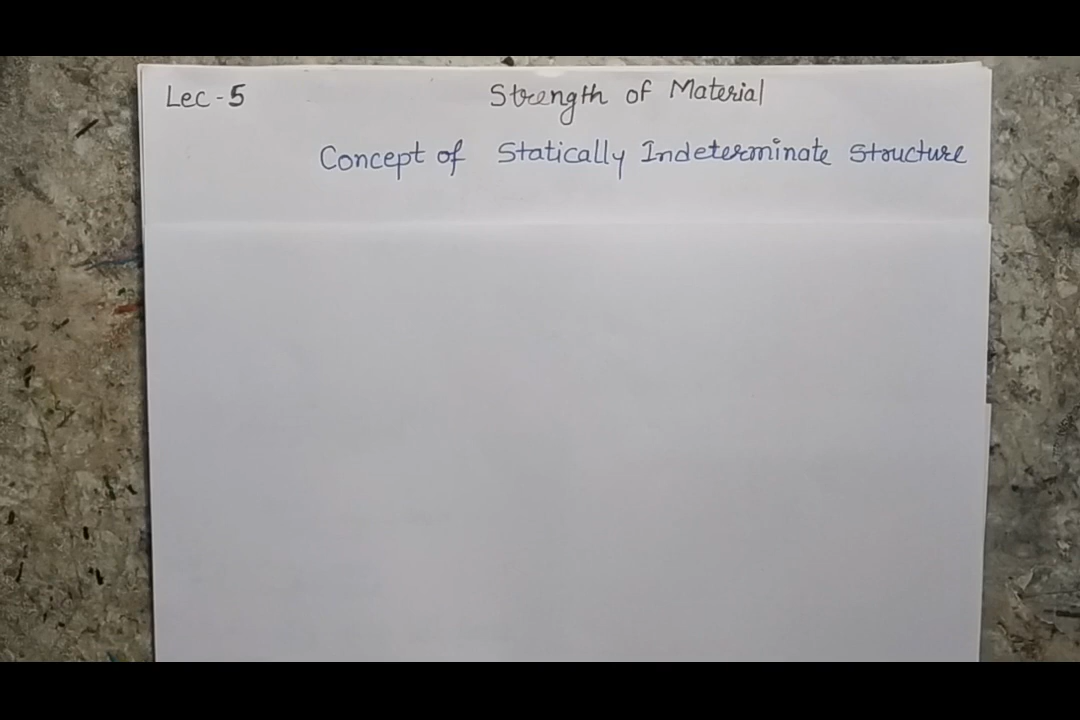 Lec-5 Strength of Material
Concept of Statically Indeterminate Structure